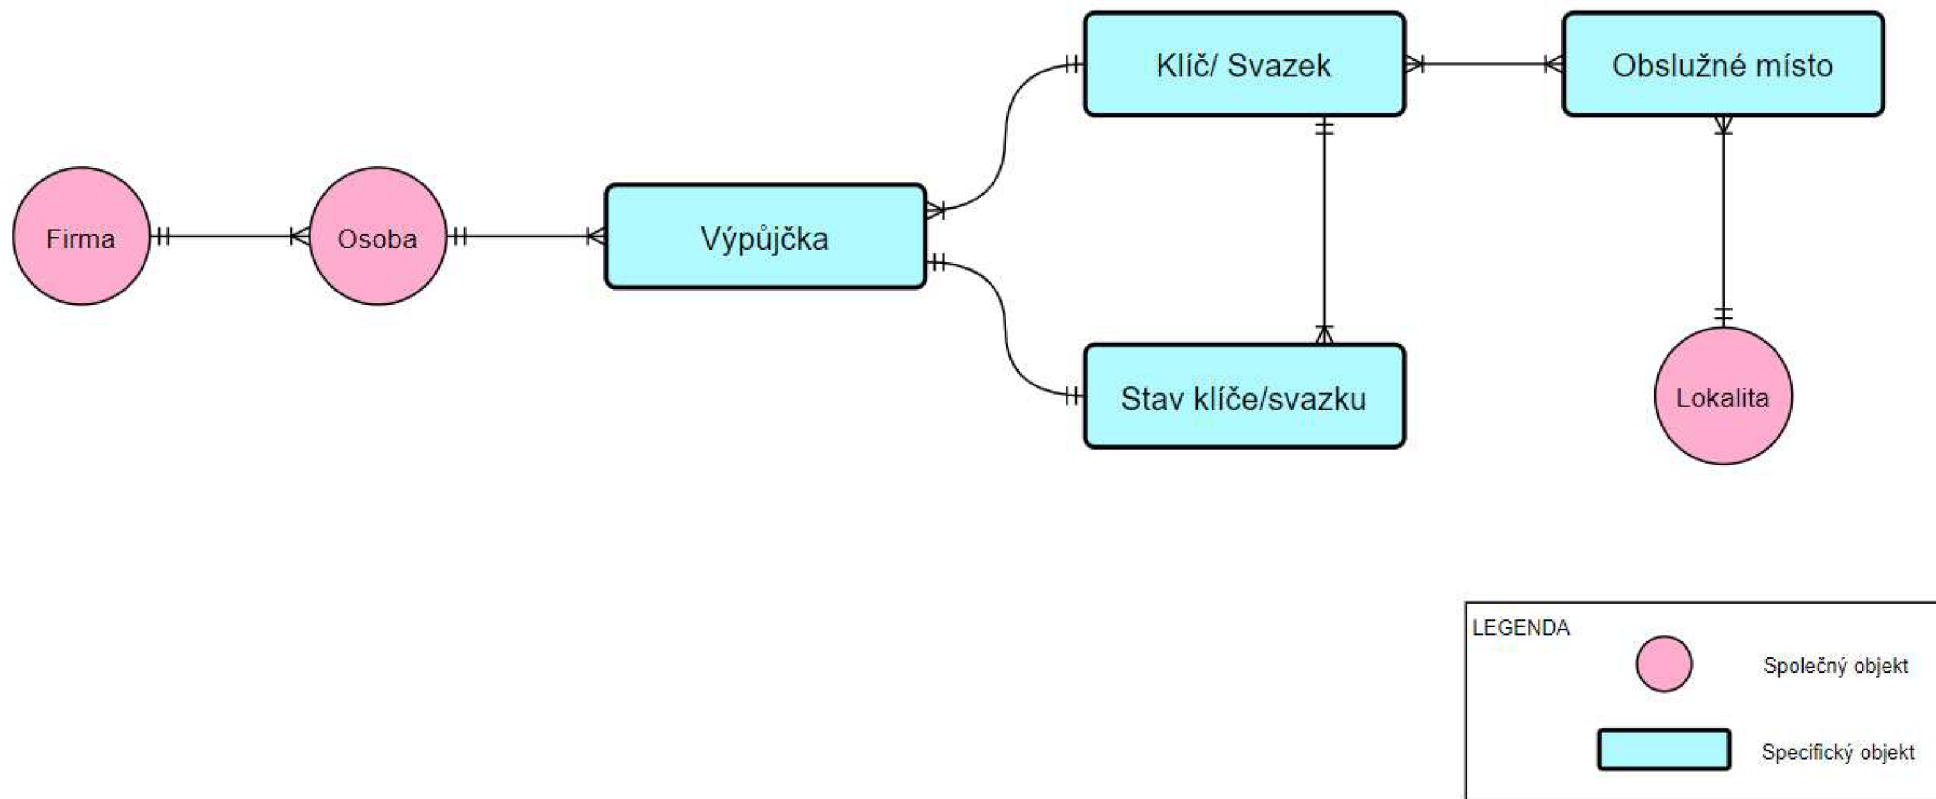 Klíč/ Svazek
Obslužné místo
Firma
Osoba
Výpůjčka
Stav klíče/svazku
Lokalita
LEGENDA
Společný objekt
Specifický objekt